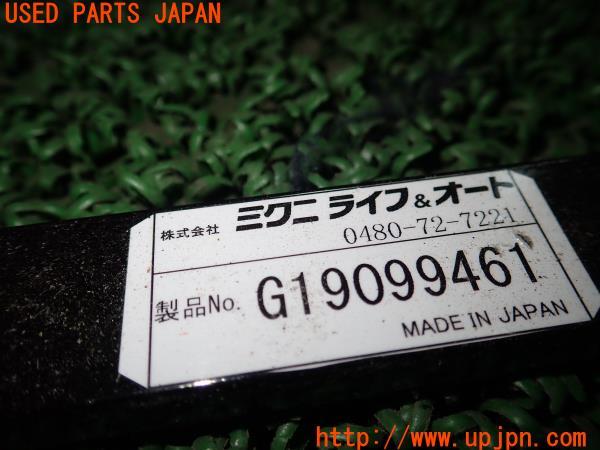 USED PARTS JAPAN
株式会社 ミクニ ライフ&オート
0480-72-7221
製品No. G19099461
MADE IN JAPAN
http://www.upjpn.com/